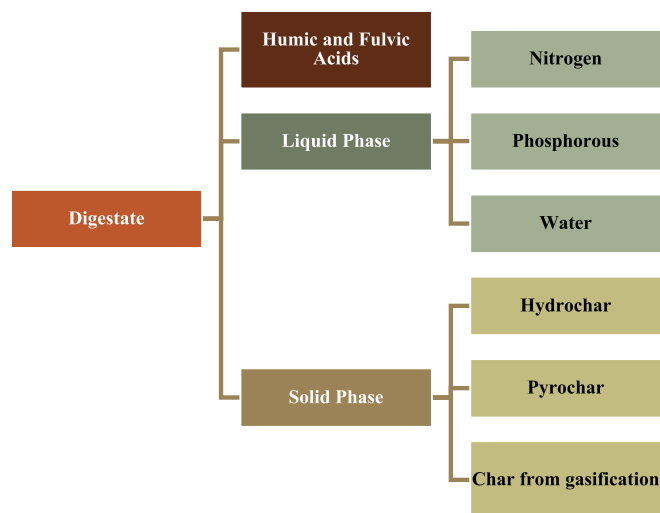 Digestate
Humic and Fulvic
Acids
Liquid Phase
Nitrogen
Phosphorous
Water
Solid Phase
Hydrochar
Pyrochar
Char from gasification